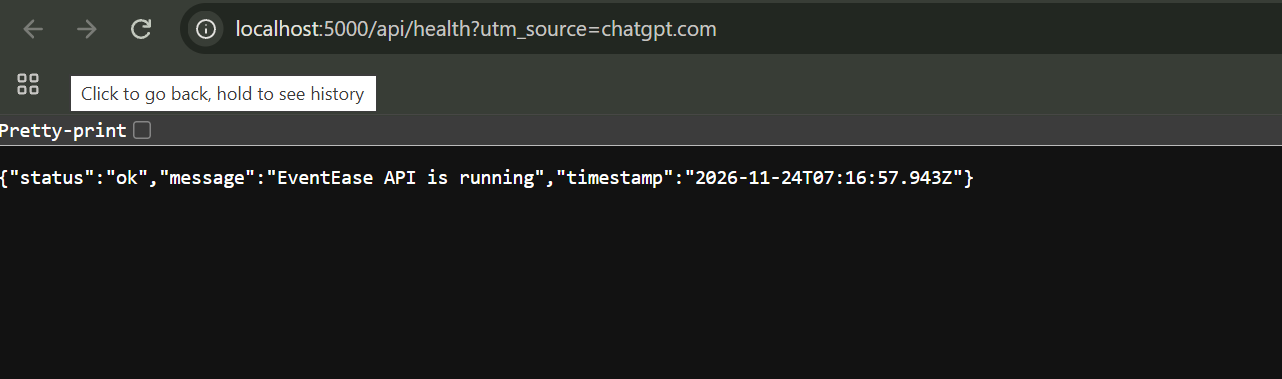 localhost:5000/api/health?utm_source=chatgpt.com
Click to go back, hold to see history
Pretty-print
{"status":"ok","message":"EventEase API is running","timestamp":"2026-11-24T07:16:57.943Z"}